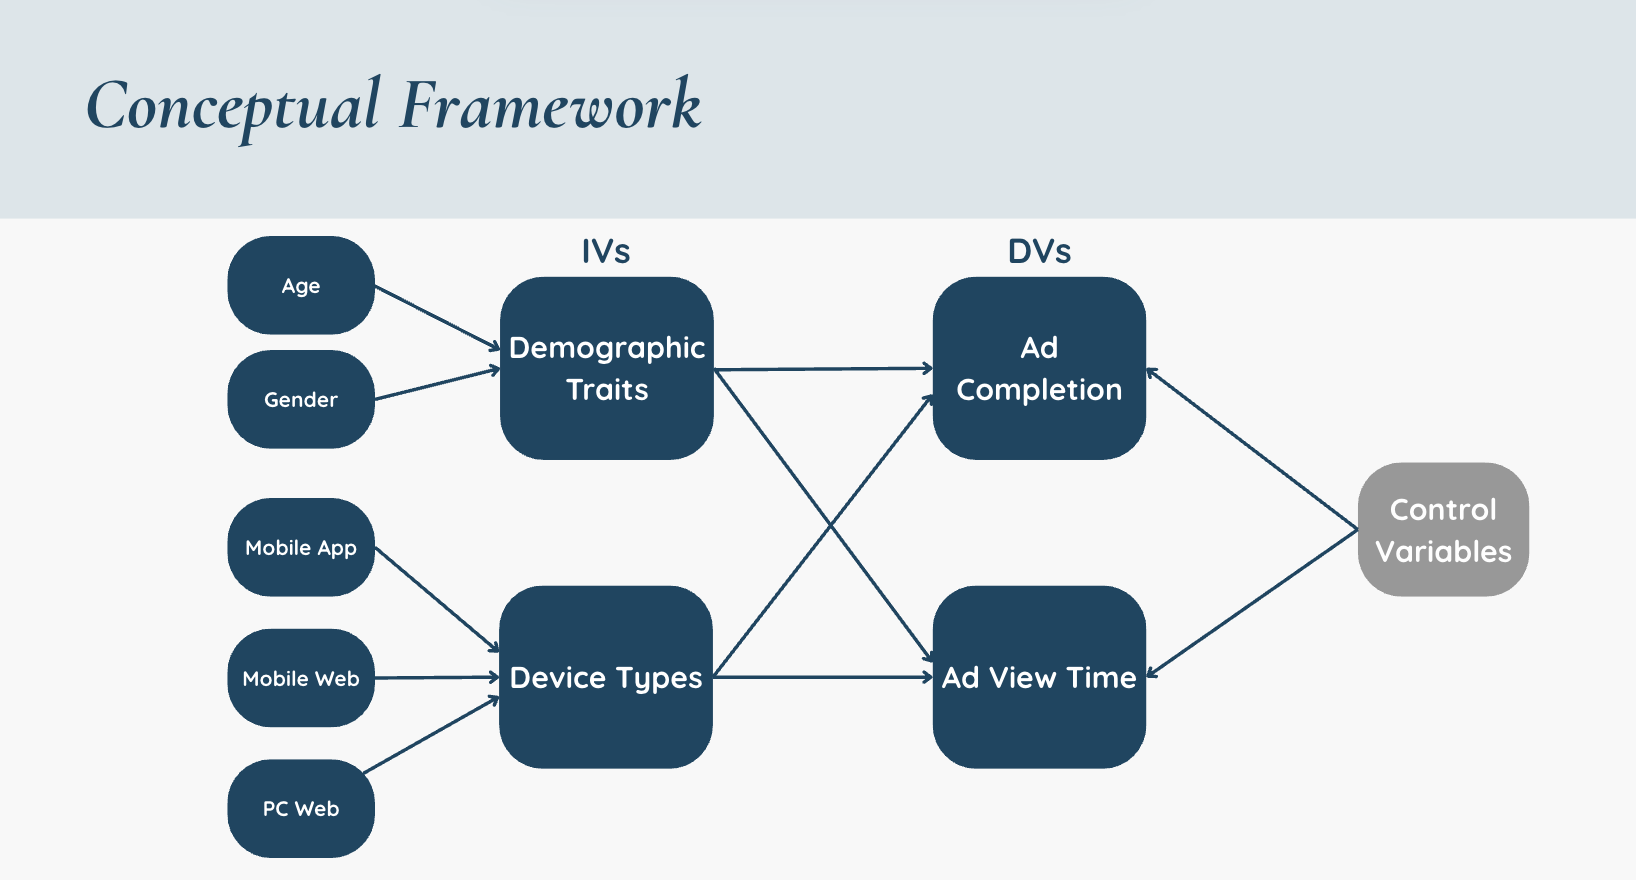 Conceptual Framework
IVs
DVs
Age
Gender
Demographic
Traits
Ad
Completion
Control
Variables
Mobile App
Mobile Web
PC Web
Device Types
Ad View Time